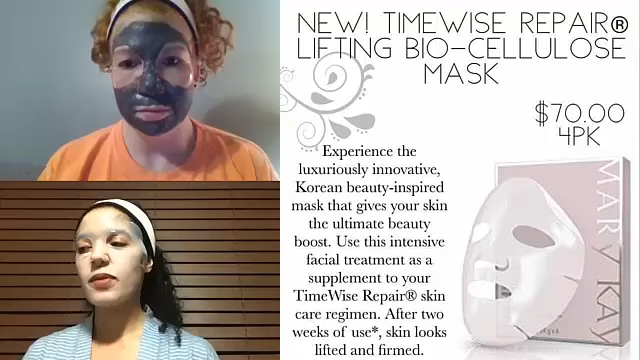 NEW! TIMEWISE REPAIR®
LIFTING BIO-CELLULOSE
MASK
$70.00
4PK
Experience the
luxuriously innovative,
Korean beauty-inspired
mask that gives your skin
the ultimate beauty
boost. Use this intensive
facial treatment as a
supplement to your
TimeWise Repair® skin
care regimen. After two
weeks of use*, skin looks
lifted and firmed.
MARY KAY